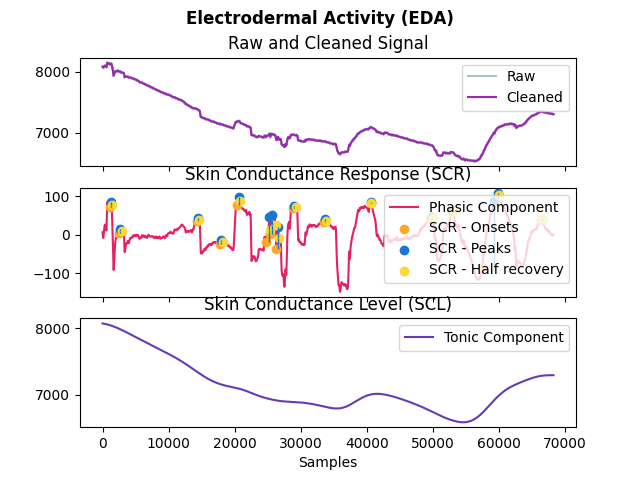 Electrodermal Activity (EDA)
Raw and Cleaned Signal
8000
7000
Raw
Cleaned
Skin Conductance Response (SCR)
100
0
−100
Phasic Component
SCR - Onsets
SCR - Peaks
SCR - Half recovery
Skin Conductance Level (SCL)
8000
7000
Tonic Component
0 10000 20000 30000 40000 50000 60000 70000
Samples